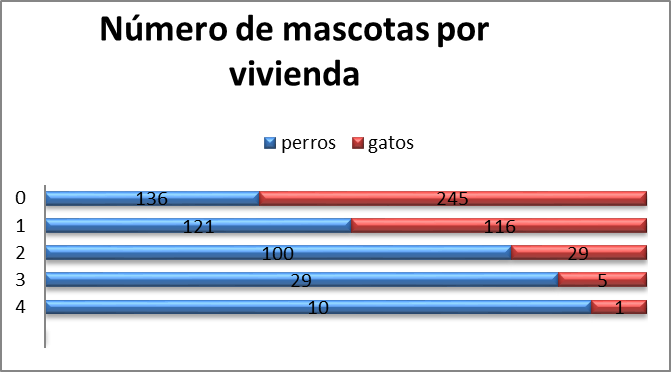 Número de mascotas por
vivienda
perros gatos
0 136 245
1 121 116
2 100 29
3 29 5
4 10 1